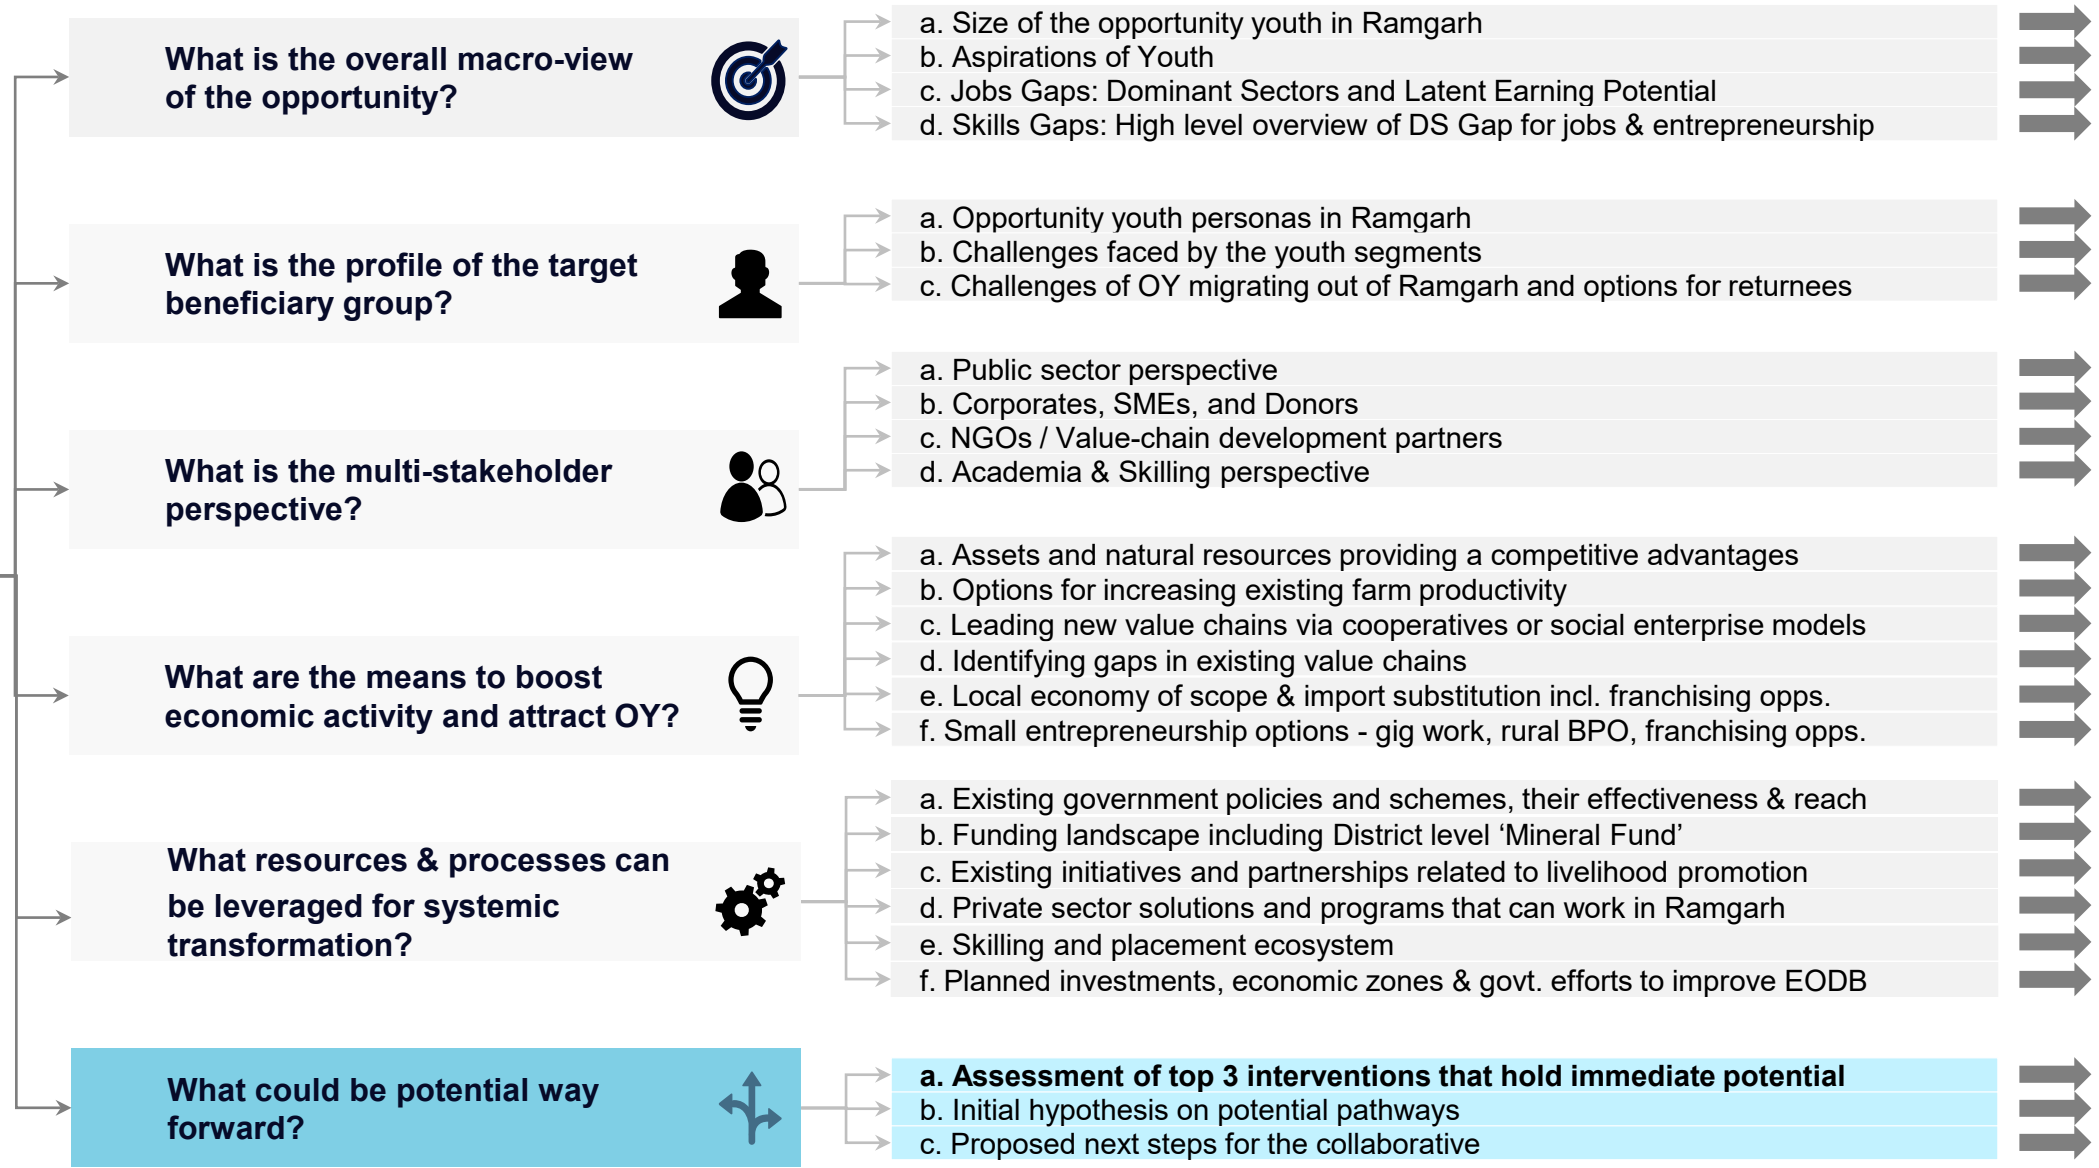 What is the overall macro-view
of the opportunity?
a. Size of the opportunity youth in Ramgarh
b. Aspirations of Youth
c. Jobs Gaps: Dominant Sectors and Latent Earning Potential
d. Skills Gaps: High level overview of DS Gap for jobs & entrepreneurship
What is the profile of the target
beneficiary group?
a. Opportunity youth personas in Ramgarh
b. Challenges faced by the youth segments
c. Challenges of OY migrating out of Ramgarh and options for returnees
What is the multi-stakeholder
perspective?
a. Public sector perspective
b. Corporates, SMEs, and Donors
c. NGOs / Value-chain development partners
d. Academia & Skilling perspective
What are the means to boost
economic activity and attract OY?
a. Assets and natural resources providing a competitive advantages
b. Options for increasing existing farm productivity
c. Leading new value chains via cooperatives or social enterprise models
d. Identifying gaps in existing value chains
e. Local economy of scope & import substitution incl. franchising opps.
f. Small entrepreneurship options - gig work, rural BPO, franchising opps.
What resources & processes can
be leveraged for systemic
transformation?
a. Existing government policies and schemes, their effectiveness & reach
b. Funding landscape including District level ‘Mineral Fund’
c. Existing initiatives and partnerships related to livelihood promotion
d. Private sector solutions and programs that can work in Ramgarh
e. Skilling and placement ecosystem
f. Planned investments, economic zones & govt. efforts to improve EODB
What could be potential way
forward?
a. Assessment of top 3 interventions that hold immediate potential
b. Initial hypothesis on potential pathways
c. Proposed next steps for the collaborative